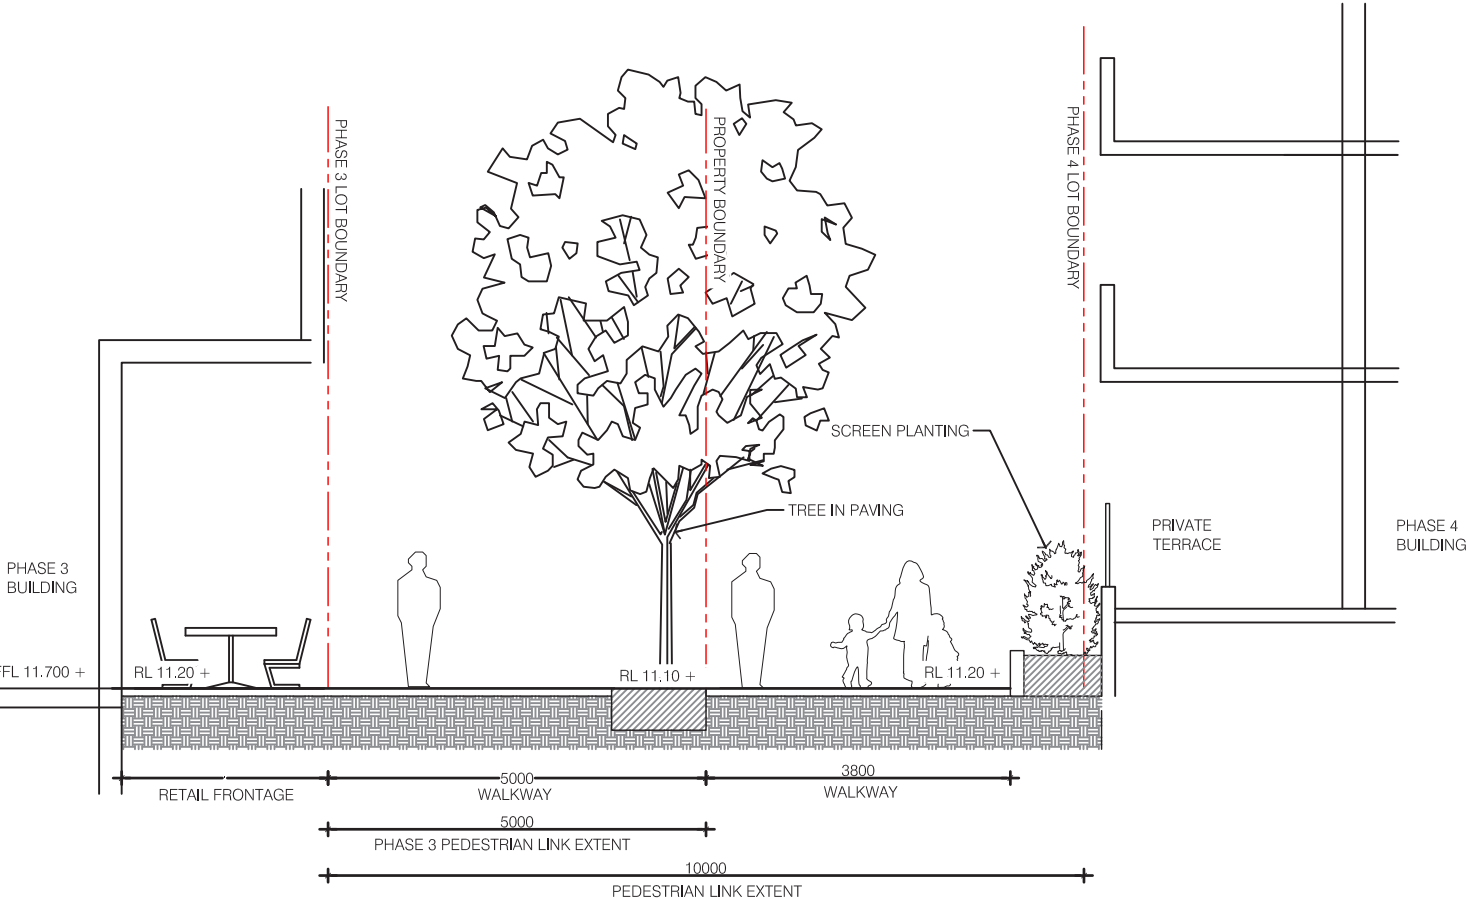 PHASE 3 LOT BOUNDARY
PROPERTY BOUNDARY
PHASE 4 LOT BOUNDARY
SCREEN PLANTING
TREE IN PAVING
PRIVATE
TERRACE
PHASE 4
BUILDING
PHASE 3
BUILDING
FFL 11.700 +
RL 11.20 +
RL 11.10 +
RL 11.20 +
5000
3800
RETAIL FRONTAGE
WALKWAY
WALKWAY
5000
PHASE 3 PEDESTRIAN LINK EXTENT
10000
PEDESTRIAN LINK EXTENT